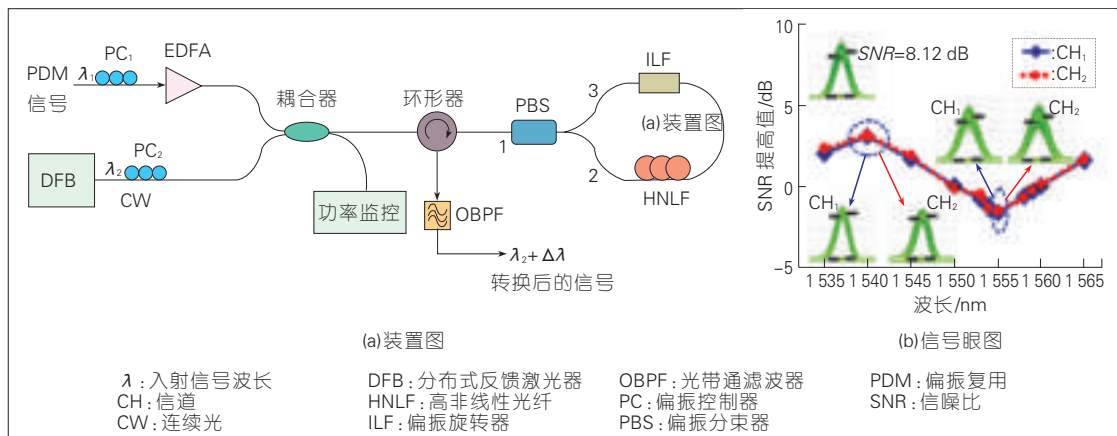 PDM
信号
λ₁
PC₁
EDFA
耦合器
环形器
PBS
ILF
3
(a)装置图
1
2
HNLF
DFB
λ₂
PC₂
CW
功率监控
OBPF
λ₂+Δλ
转换后的信号
(a)装置图
SNR 提高值/dB
10
5
0
-5
SNR=8.12 dB
:CH₁
:CH₂
CH₁
CH₂
CH₁
CH₂
1 535
1 540
1 545
1 550
1 555
1 560
1 565
波长/nm
(b)信号眼图
λ:入射信号波长
DFB:分布式反馈激光器
OBPF:光带通滤波器
PDM:偏振复用
CH:信道
HNLF:高非线性光纤
PC:偏振控制器
SNR:信噪比
CW:连续光
ILF:偏振旋转器
PBS:偏振分束器